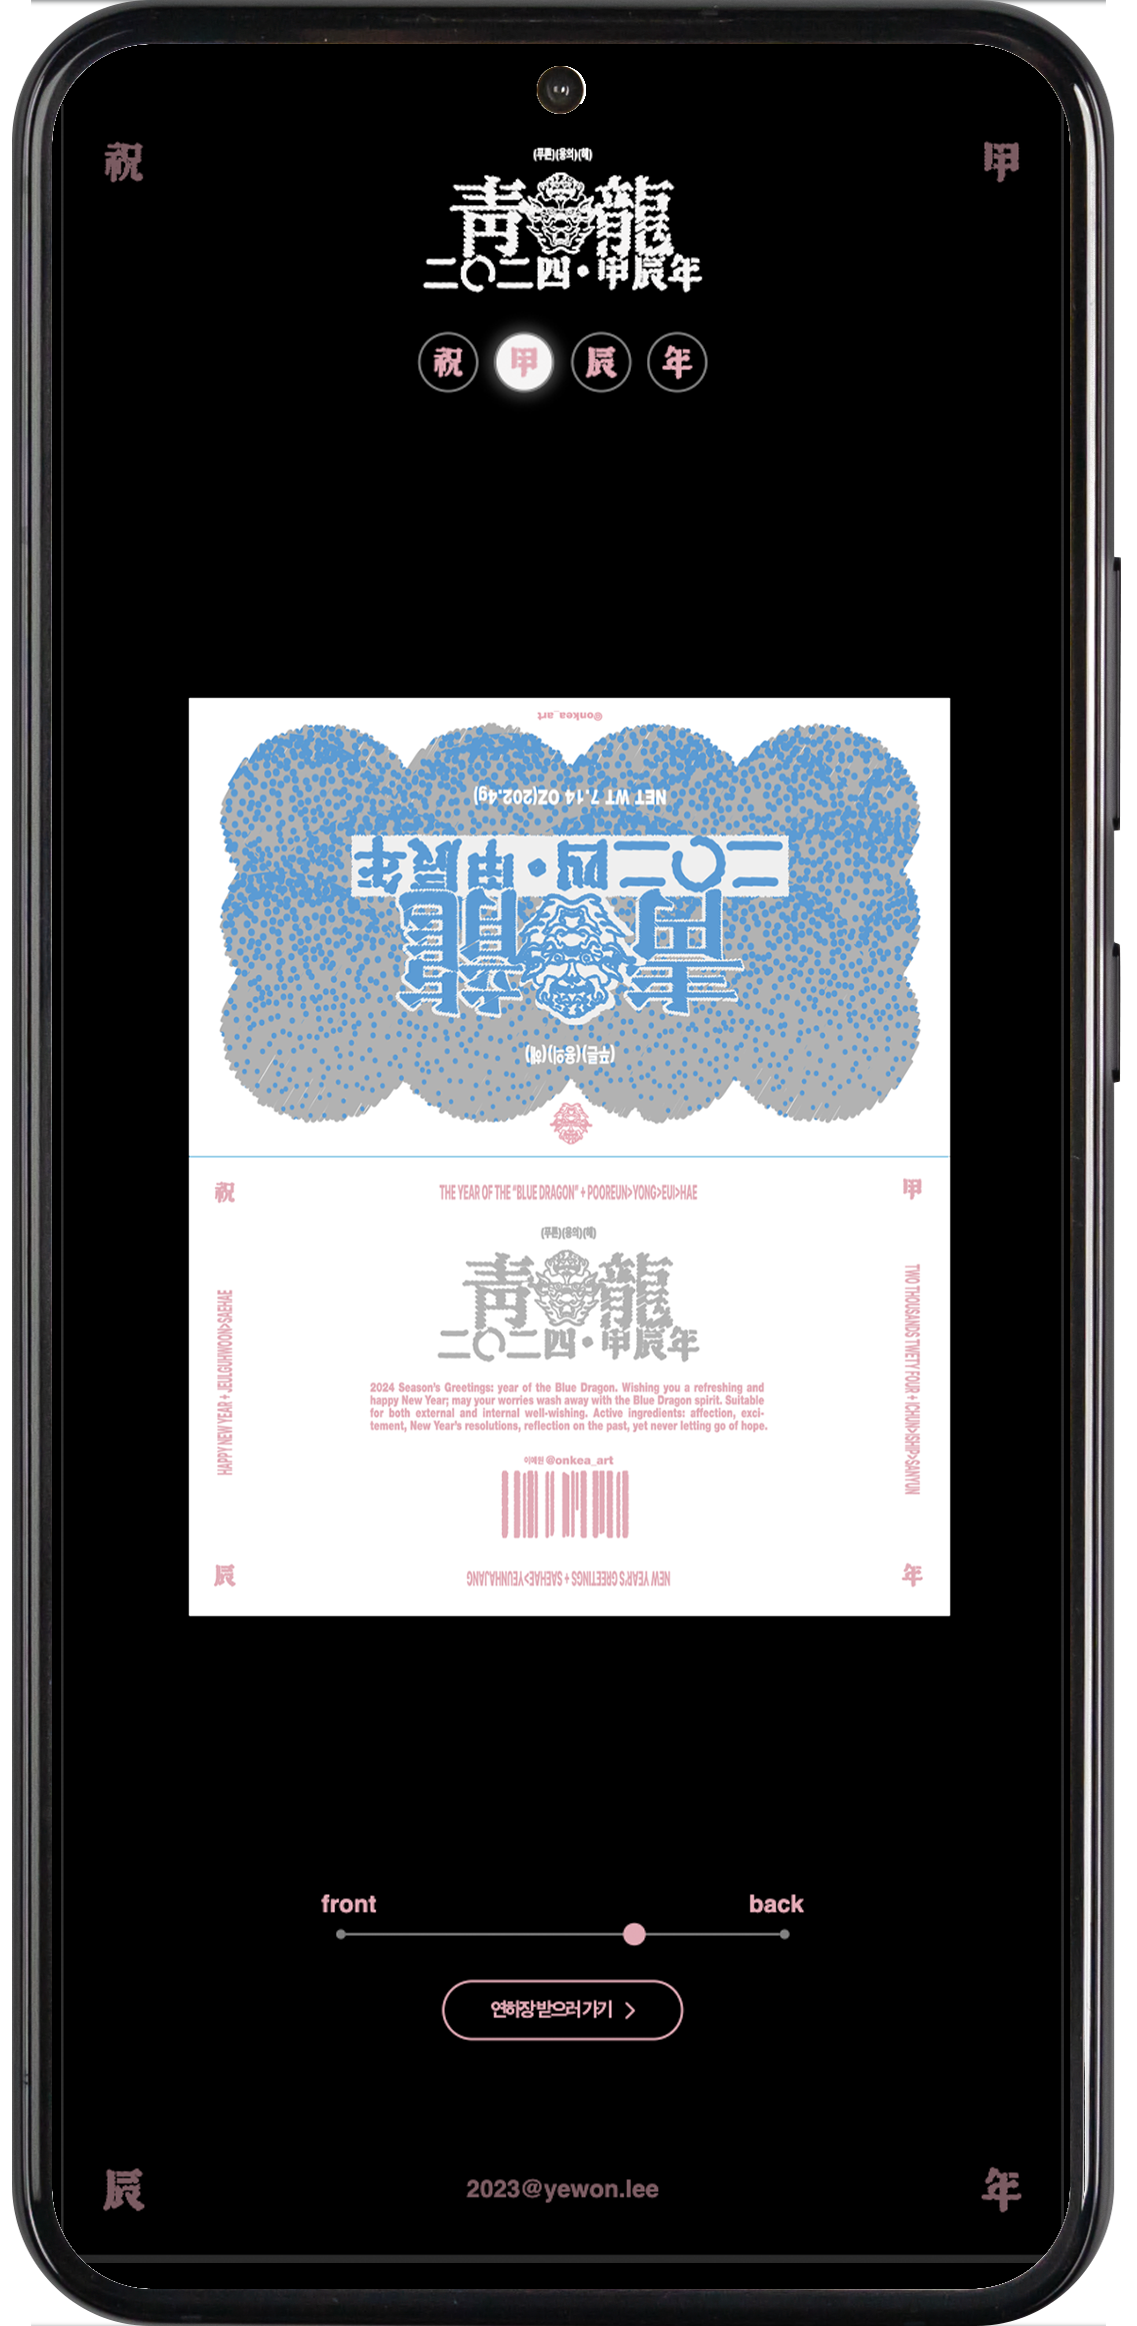 祝
甲
(푸른)(용의)(해)
靑龍
二〇二四·甲辰年
祝 甲 辰 年
@onkea_art
NET WT 7.14 OZ(202.4g)
二〇二四·甲辰年
靑龍
(푸른)(용의)(해)
祝
THE YEAR OF THE "BLUE DRAGON" + POOREUN>YONG>EUI>HAE
甲
(푸른)(용의)(해)
靑龍
二〇二四·甲辰年
HAPPY NEW YEAR + JEULGUHWOON>SAEHAE
TWO THOUSANDS TWETY FOUR + ICHUN>ISHIP>SANYUN
2024 Season's Greetings: year of the Blue Dragon. Wishing you a refreshing and
happy New Year; may your worries wash away with the Blue Dragon spirit. Suitable
for both external and internal well-wishing. Active ingredients: affection, exci-
tement, New Year's resolutions, reflection on the past, yet never letting go of hope.
이예원 @onkea_art
辰
NEW YEAR'S GREETINGS + SAEHAE>YEUNHAJANG
年
front
back
연하장 받으러 가기 >
辰
2023@yewon.lee
年